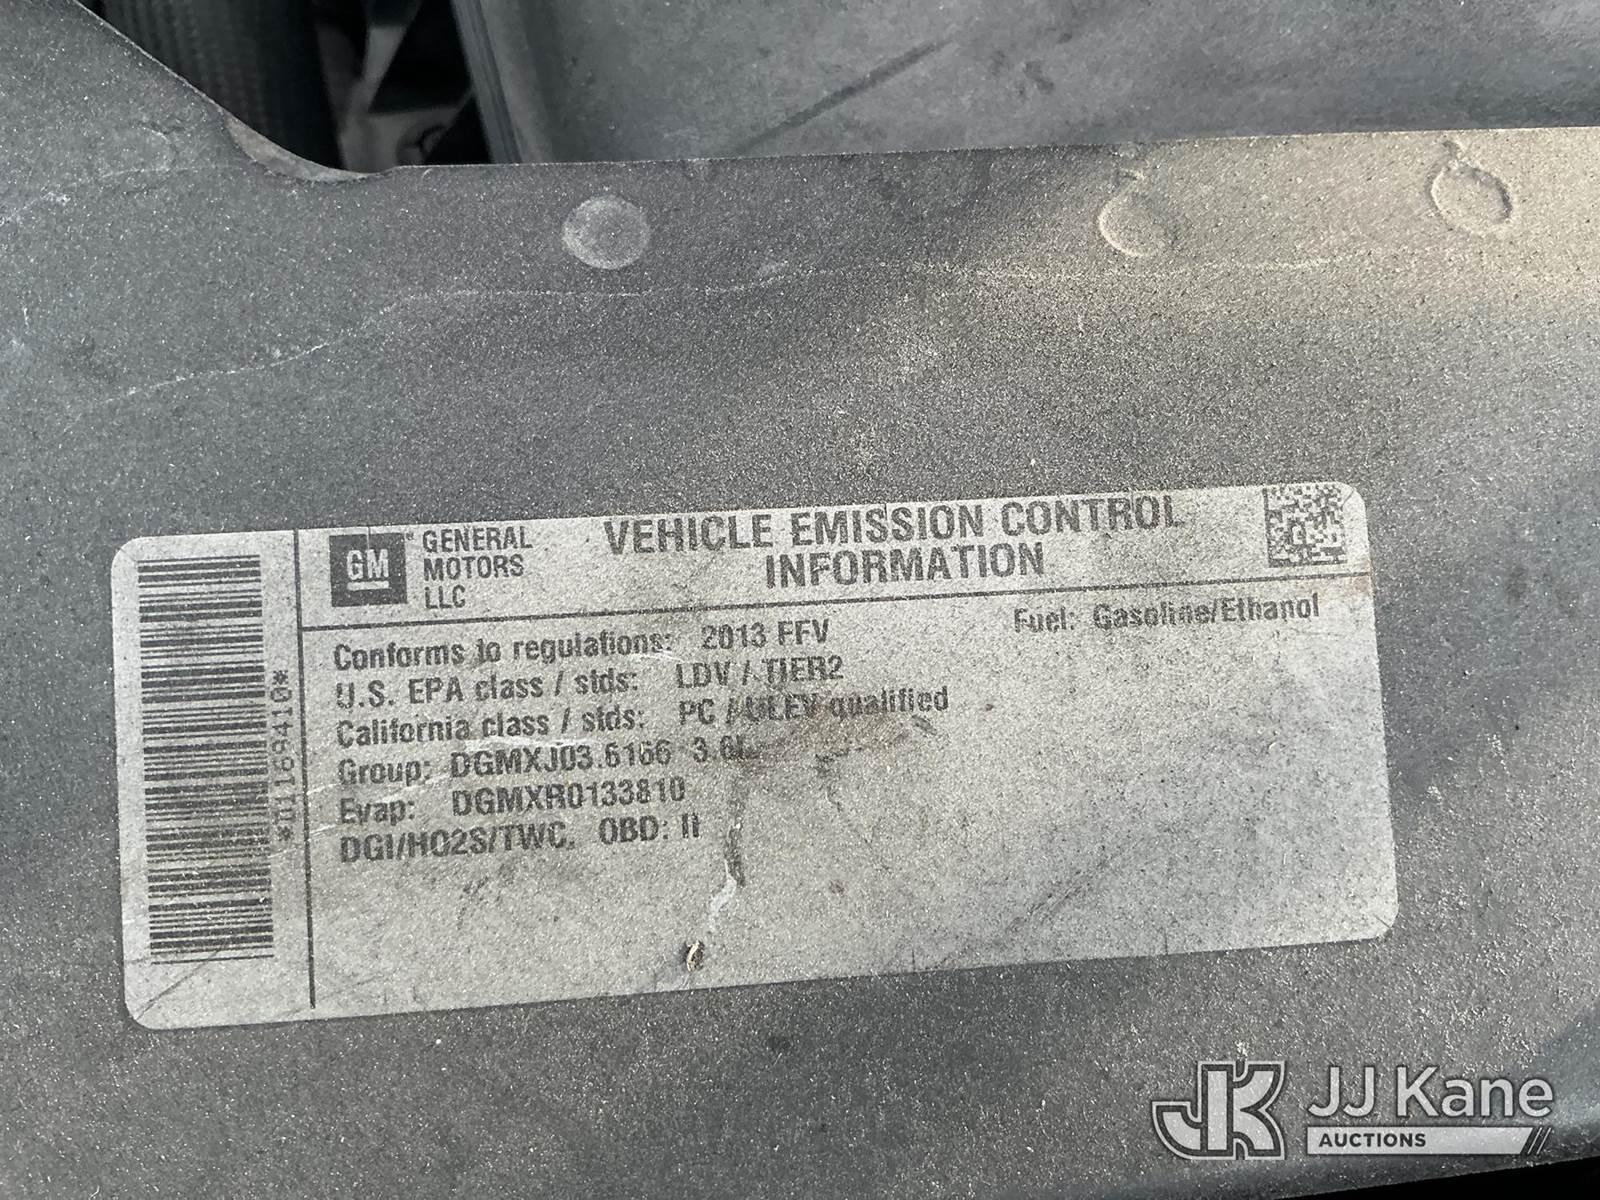 GM
GENERAL
MOTORS
LLC
VEHICLE EMISSION CONTROL
INFORMATION
Conforms to regulations: 2013 FFV
Fuel: Gasoline/Ethanol
U.S. EPA class / stds: LDV / TIER2
California class / stds: PC / ULEV qualified
Group: DGMXJ03.6166 3.6L
Evap: DGMXR0133810
DGI/HO2S/TWC, OBD: II
JK JJ Kane
AUCTIONS